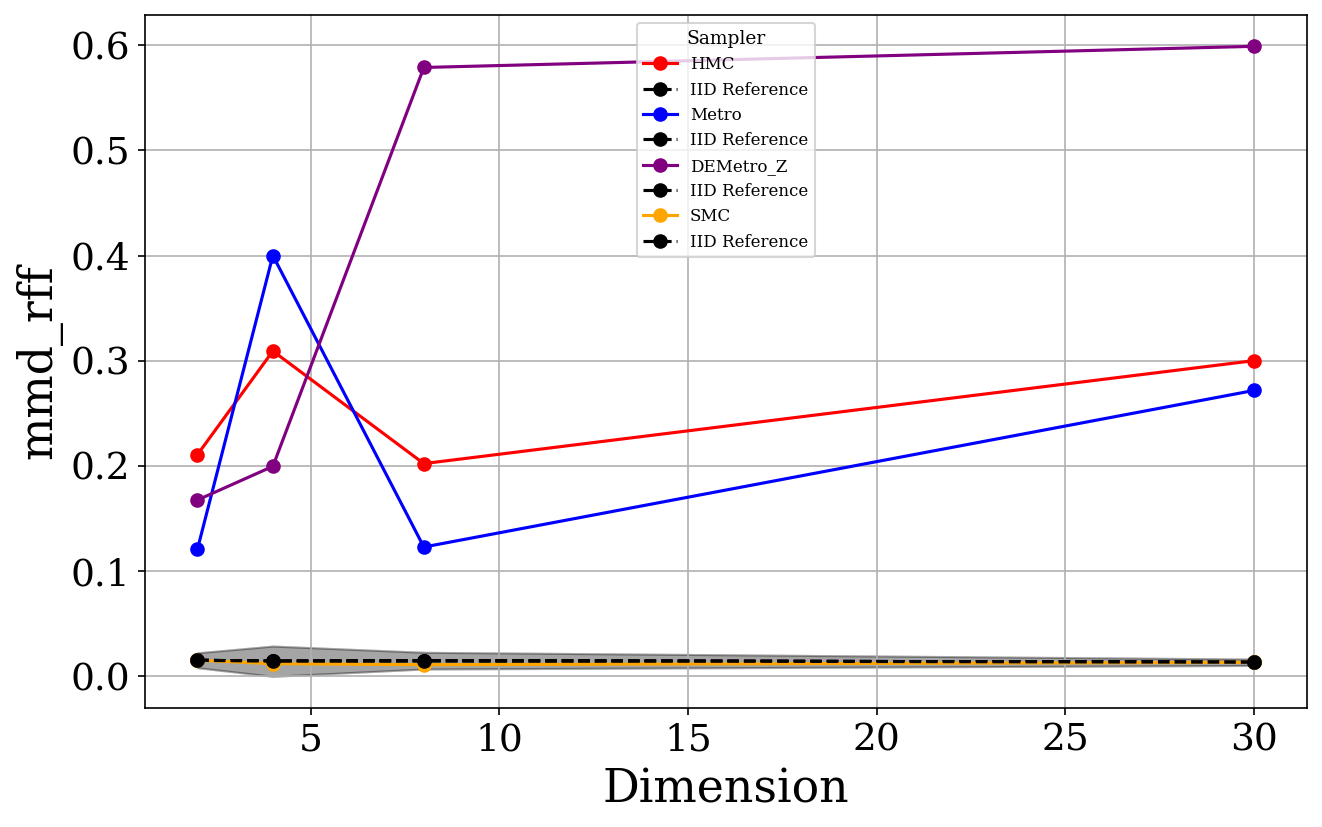 0.6
0.5
0.4
0.3
0.2
0.1
0.0
mmd_rff
Sampler
HMC
IID Reference
Metro
IID Reference
DEMetro_Z
IID Reference
SMC
IID Reference
5 10 15 20 25 30
Dimension